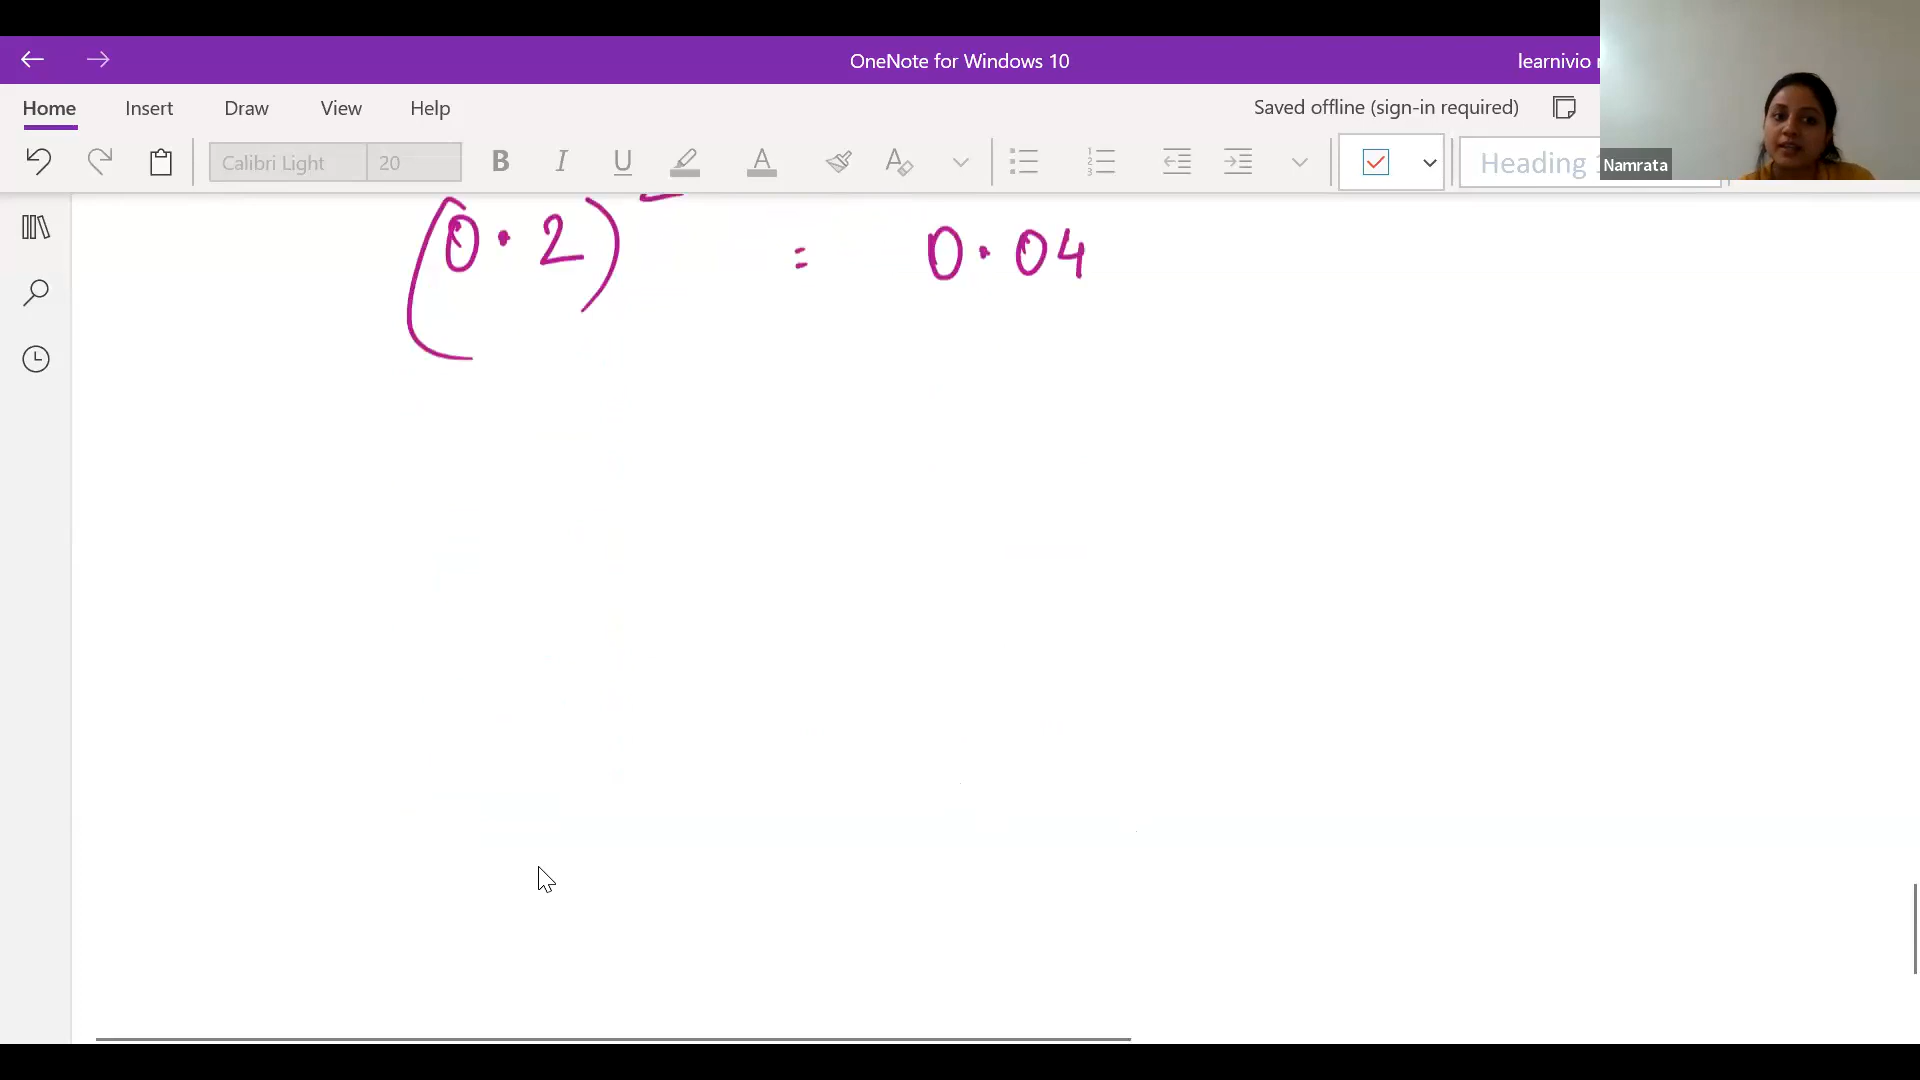 OneNote for Windows 10
learnivio
Home Insert Draw View Help
Saved offline (sign-in required)
Calibri Light 20 B I U A A Heading
Namrata
(0.2) = 0.04